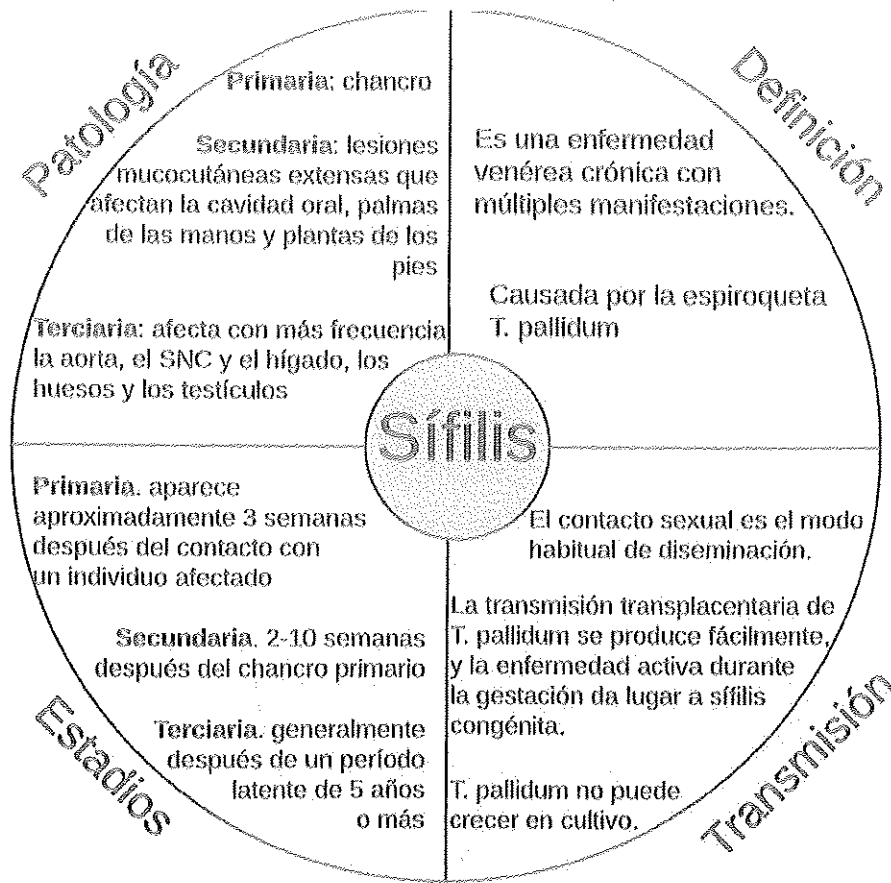 Patología
Primaria: chancro
Secundaria: lesiones
mucocutáneas extensas que
afectan la cavidad oral, palmas
de las manos y plantas de los
pies
Terciaria: afecta con más frecuencia
la aorta, el SNC y el hígado, los
huesos y los testículos
Definición
Es una enfermedad
venérea crónica con
múltiples manifestaciones.
Causada por la espiroqueta
T. pallidum
Sífilis
Primaria. aparece
aproximadamente 3 semanas
después del contacto con
un individuo afectado
Secundaria. 2-10 semanas
después del chancro primario
Terciaria. generalmente
después de un período
latente de 5 años
o más
Estadios
El contacto sexual es el modo
habitual de diseminación.
La transmisión transplacentaria de
T. pallidum se produce fácilmente,
y la enfermedad activa durante
la gestación da lugar a sífilis
congénita.
T. pallidum no puede
crecer en cultivo.
Transmisión